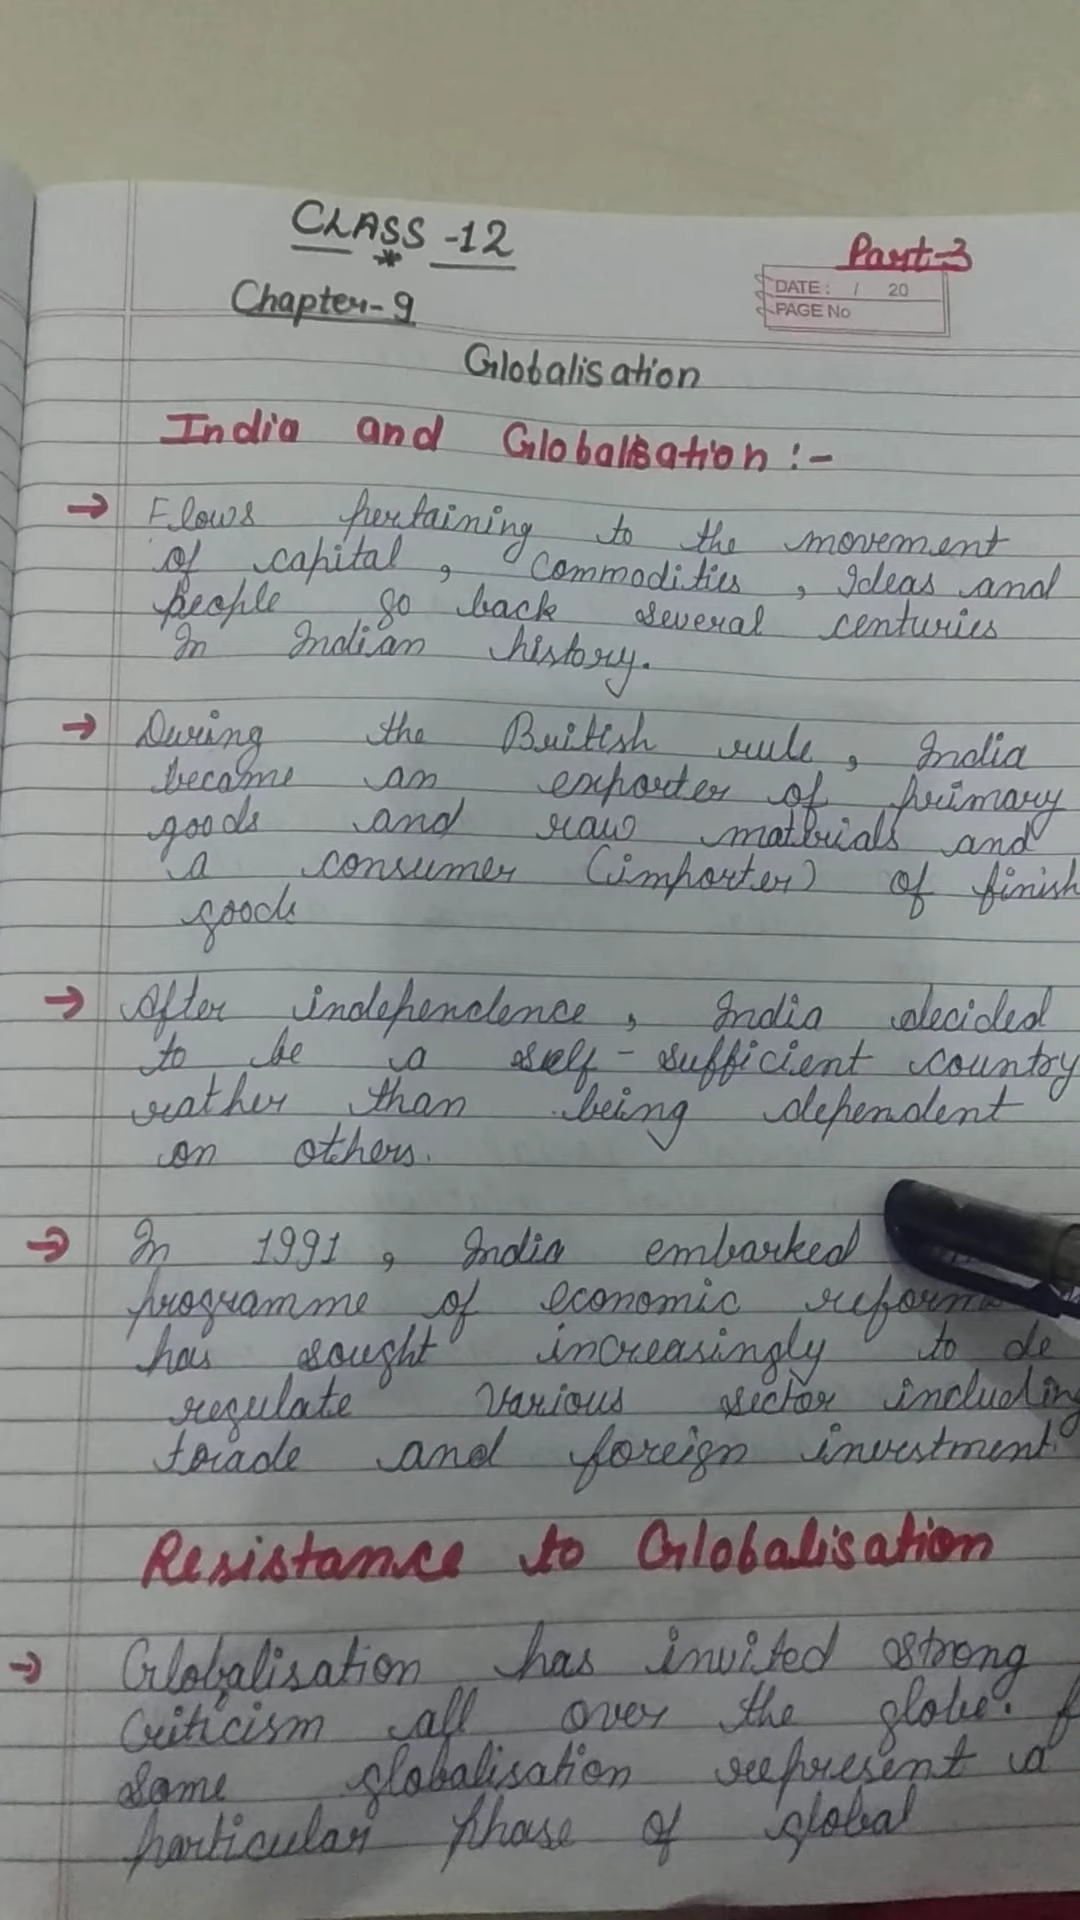 CLASS -12
Part-3
DATE : / 20
PAGE No
Chapter-9
Globalisation
India and Globalisation :-
→ Flows pertaining to the movement
of capital, Commodities, Ideas and
people go back several centuries
In Indian history.
→ During the British rule, India
became an exporter of primary
goods and raw materials and
a consumer (importer) of finish
goods
→ After independence, India decided
to be a self-sufficient country
rather than being dependent
on others.
→ In 1991, India embarked
programme of economic reform
has sought increasingly to de
regulate various sector including
trade and foreign investment.
Resistance to Globalisation
→ Globalisation has invited strong
Criticism all over the globe.
Some globalisation represent a
particular phase of global